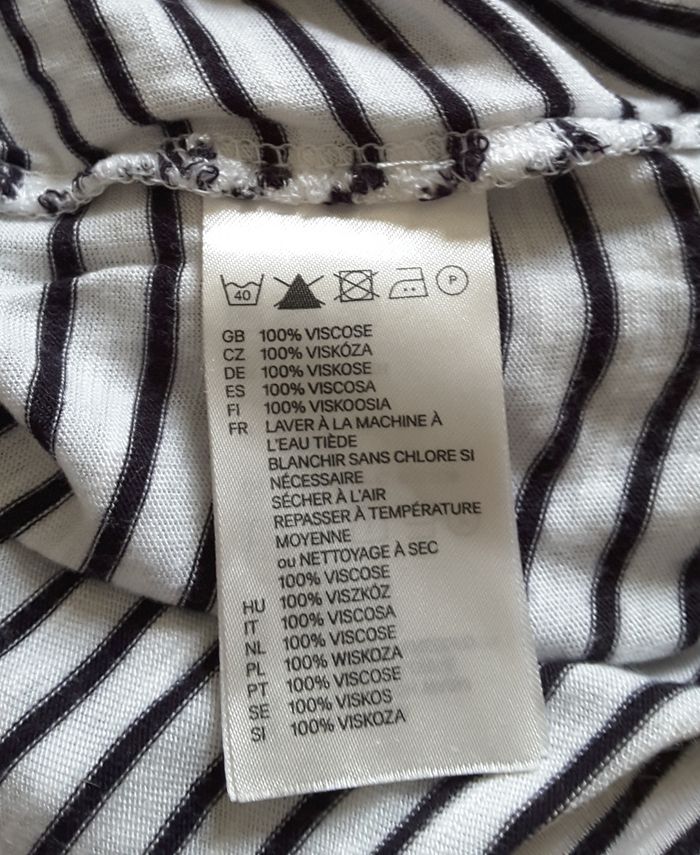 40 P
GB 100% VISCOSE
CZ 100% VISKÓZA
DE 100% VISKOSE
ES 100% VISCOSA
FI 100% VISKOOSIA
FR LAVER À LA MACHINE À
L'EAU TIÈDE
BLANCHIR SANS CHLORE SI
NÉCESSAIRE
SÉCHER À L'AIR
REPASSER À TEMPÉRATURE
MOYENNE
ou NETTOYAGE À SEC
100% VISCOSE
HU 100% VISZKÓZ
IT 100% VISCOSA
NL 100% VISCOSE
PL 100% WISKOZA
PT 100% VISCOSE
SE 100% VISKOS
SI 100% VISKOZA